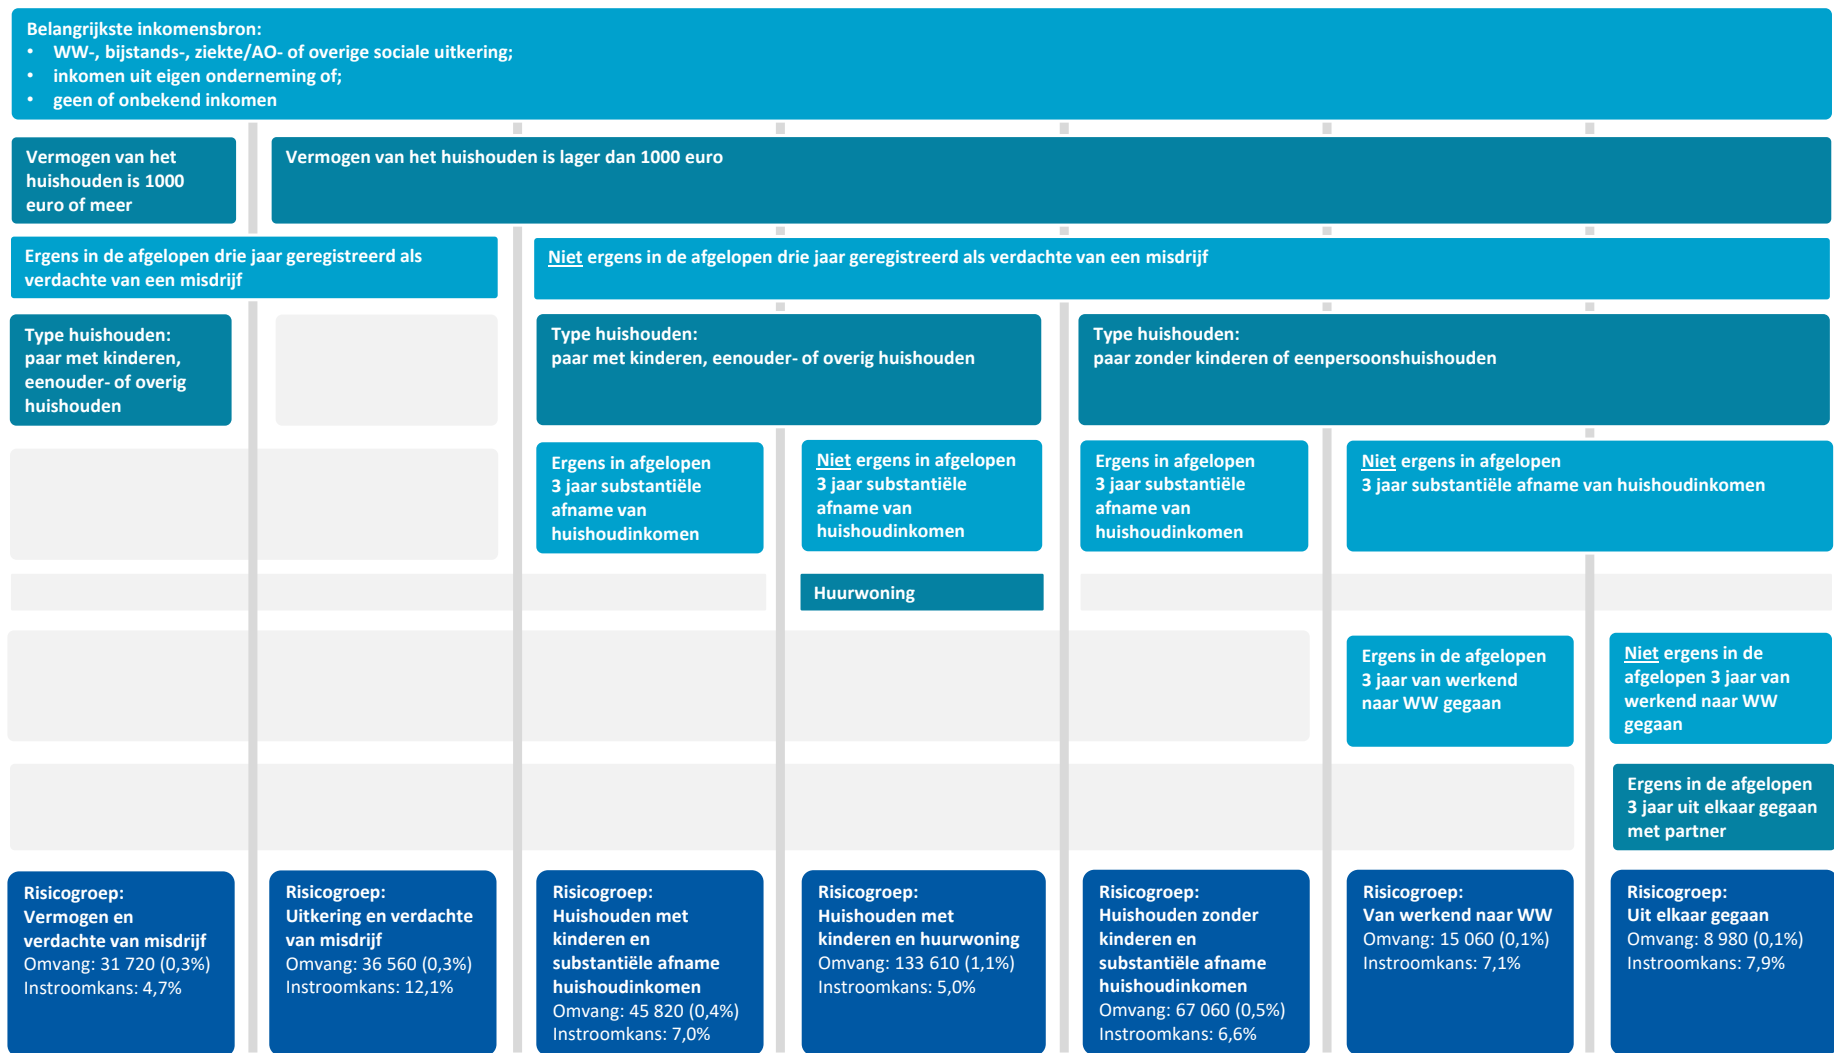 Belangrijkste inkomensbron:
• WW-, bijstands-, ziekte/AO- of overige sociale uitkering;
• inkomen uit eigen onderneming of;
• geen of onbekend inkomen
Vermogen van het
huishouden is 1000
euro of meer
Vermogen van het huishouden is lager dan 1000 euro
Ergens in de afgelopen drie jaar geregistreerd als
verdachte van een misdrijf
Niet ergens in de afgelopen drie jaar geregistreerd als verdachte van een misdrijf
Type huishouden:
paar met kinderen,
eenouder- of overig
huishouden
Type huishouden:
paar met kinderen, eenouder- of overig huishouden
Type huishouden:
paar zonder kinderen of eenpersoonshuishouden
Ergens in afgelopen
3 jaar substantiële
afname van
huishoudinkomen
Niet ergens in afgelopen
3 jaar substantiële
afname van
huishoudinkomen
Ergens in afgelopen
3 jaar substantiële
afname van
huishoudinkomen
Niet ergens in afgelopen
3 jaar substantiële afname van huishoudinkomen
Huurwoning
Ergens in de afgelopen
3 jaar van werkend
naar WW gegaan
Niet ergens in de
afgelopen 3 jaar van
werkend naar WW
gegaan
Ergens in de afgelopen
3 jaar uit elkaar gegaan
met partner
Risicogroep:
Vermogen en
verdachte van misdrijf
Omvang: 31 720 (0,3%)
Instroomkans: 4,7%
Risicogroep:
Uitkering en verdachte
van misdrijf
Omvang: 36 560 (0,3%)
Instroomkans: 12,1%
Risicogroep:
Huishouden met
kinderen en
substantiële afname
huishoudinkomen
Omvang: 45 820 (0,4%)
Instroomkans: 7,0%
Risicogroep:
Huishouden met
kinderen en huurwoning
Omvang: 133 610 (1,1%)
Instroomkans: 5,0%
Risicogroep:
Huishouden zonder
kinderen en
substantiële afname
huishoudinkomen
Omvang: 67 060 (0,5%)
Instroomkans: 6,6%
Risicogroep:
Van werkend naar WW
Omvang: 15 060 (0,1%)
Instroomkans: 7,1%
Risicogroep:
Uit elkaar gegaan
Omvang: 8 980 (0,1%)
Instroomkans: 7,9%